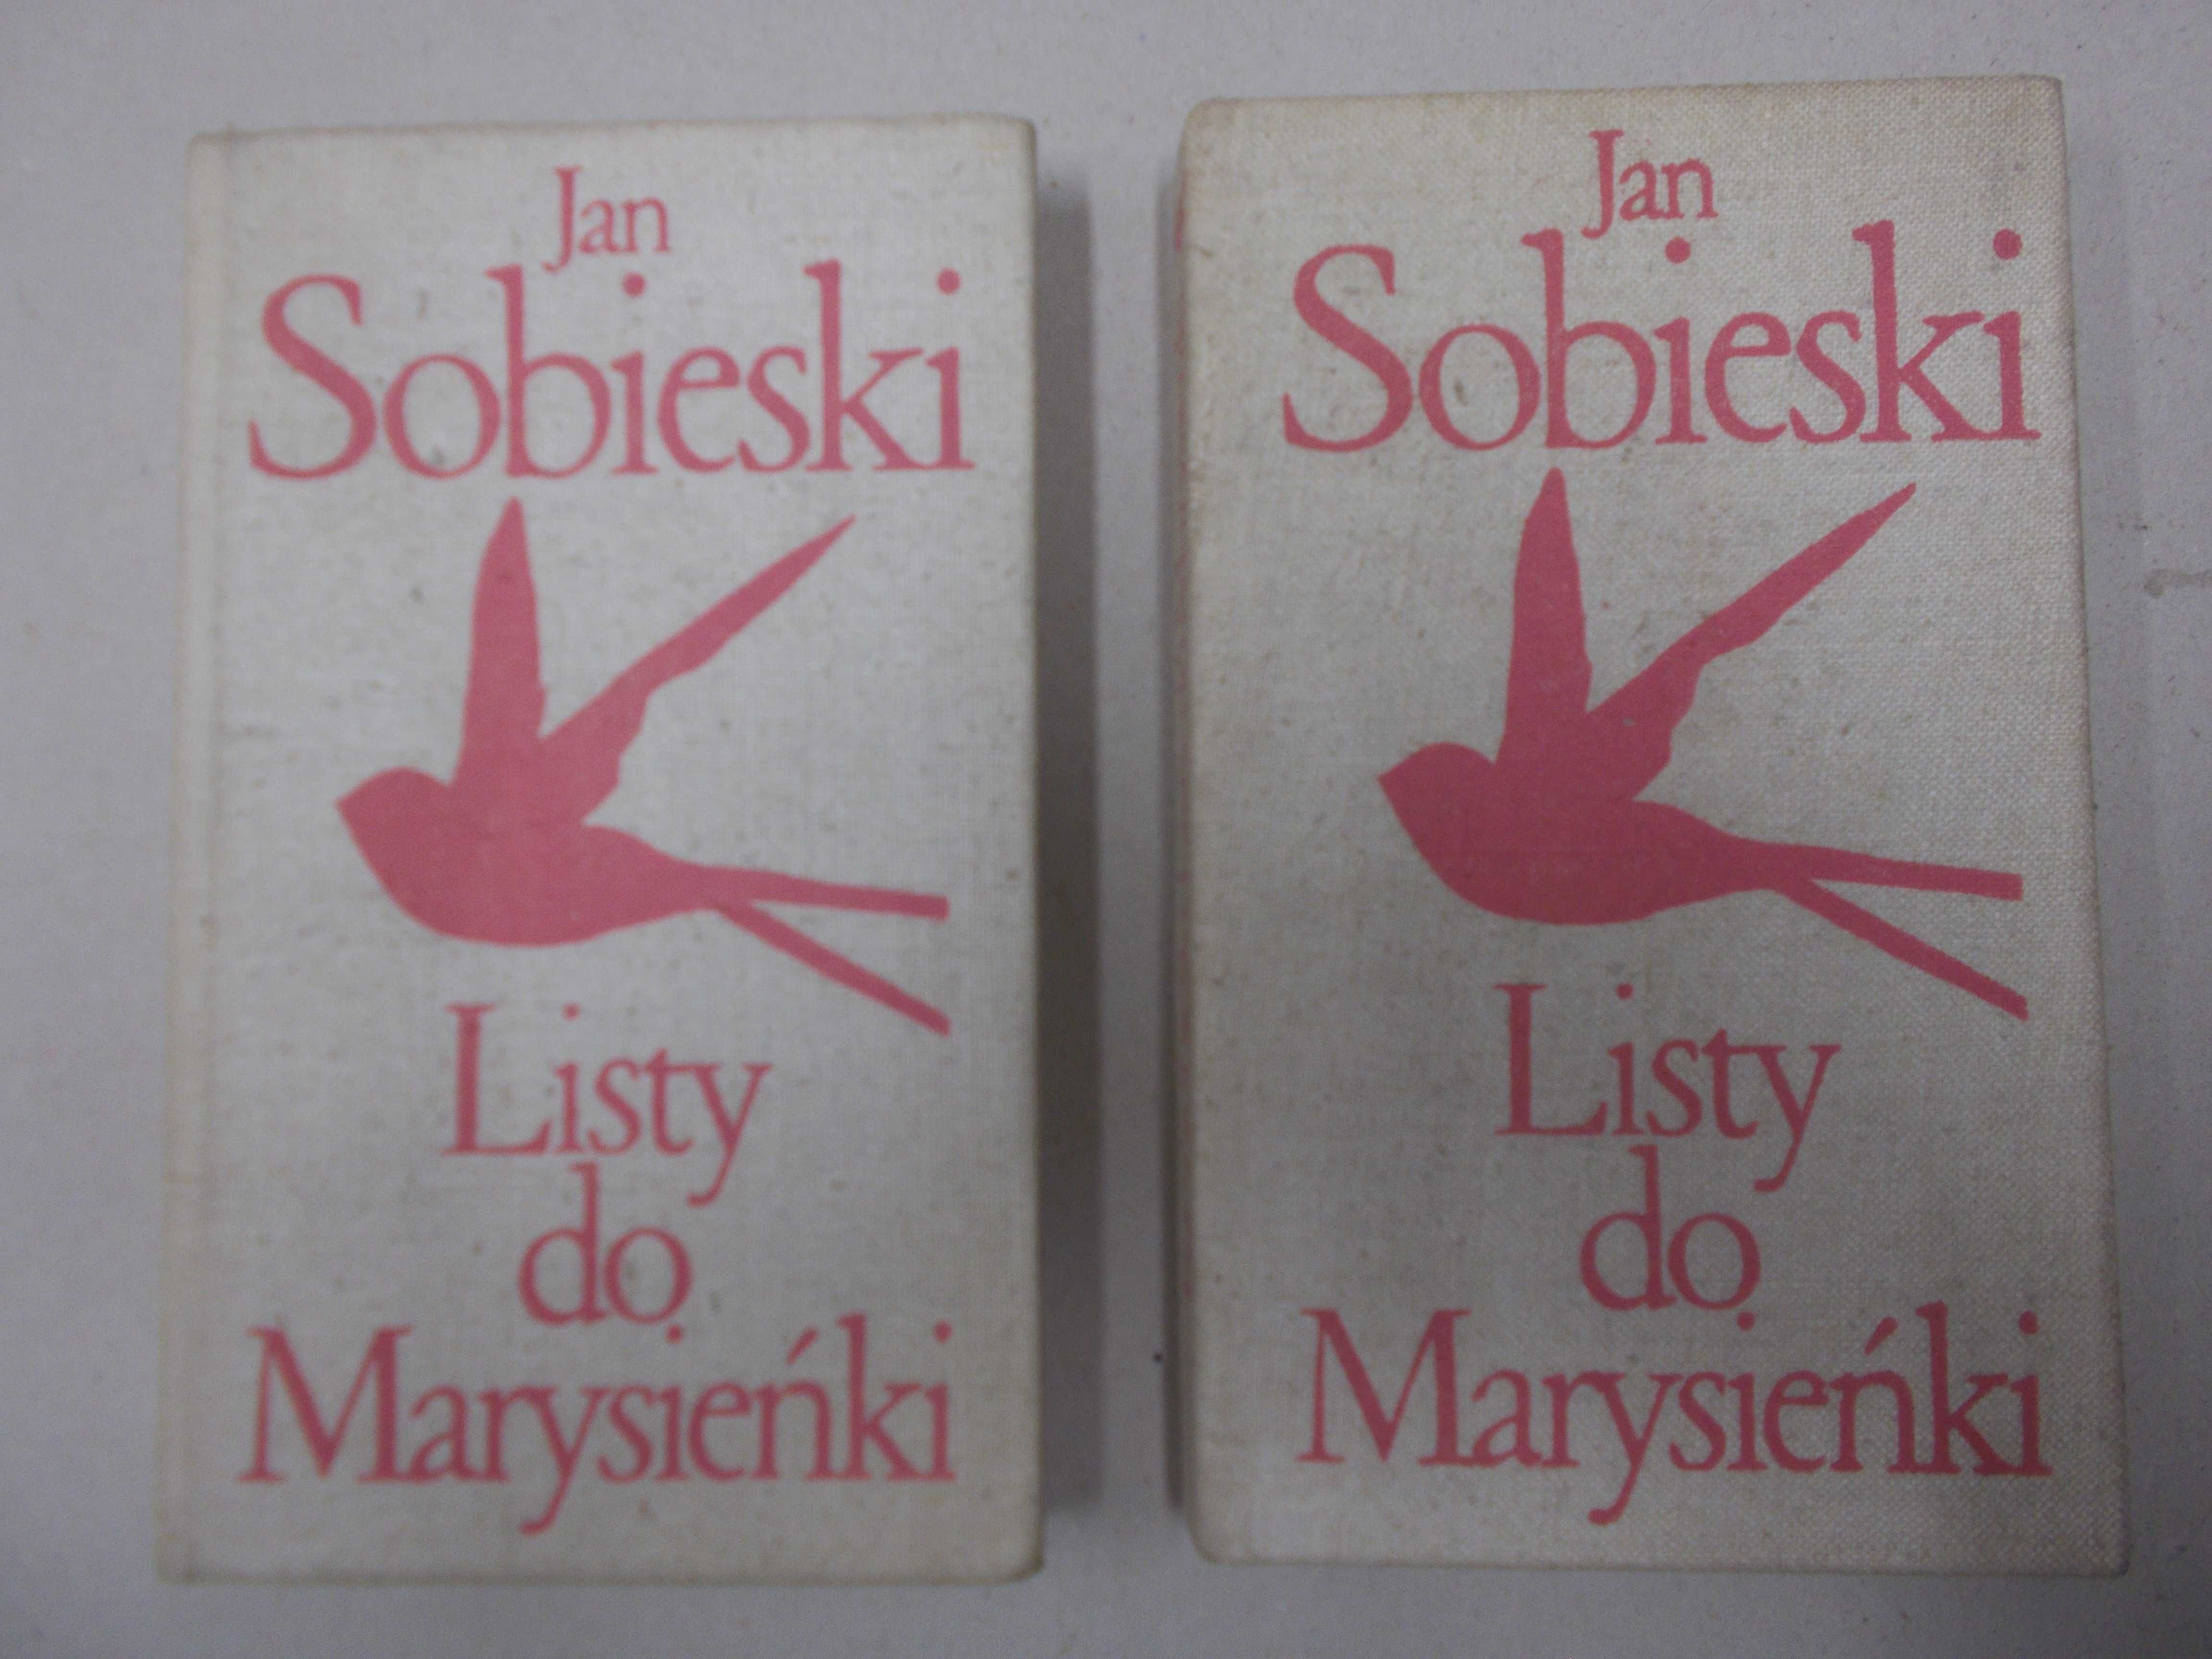 Jan
Sobieski
Listy
do
Marysieńki
Jan
Sobieski
Listy
do
Marysieńki